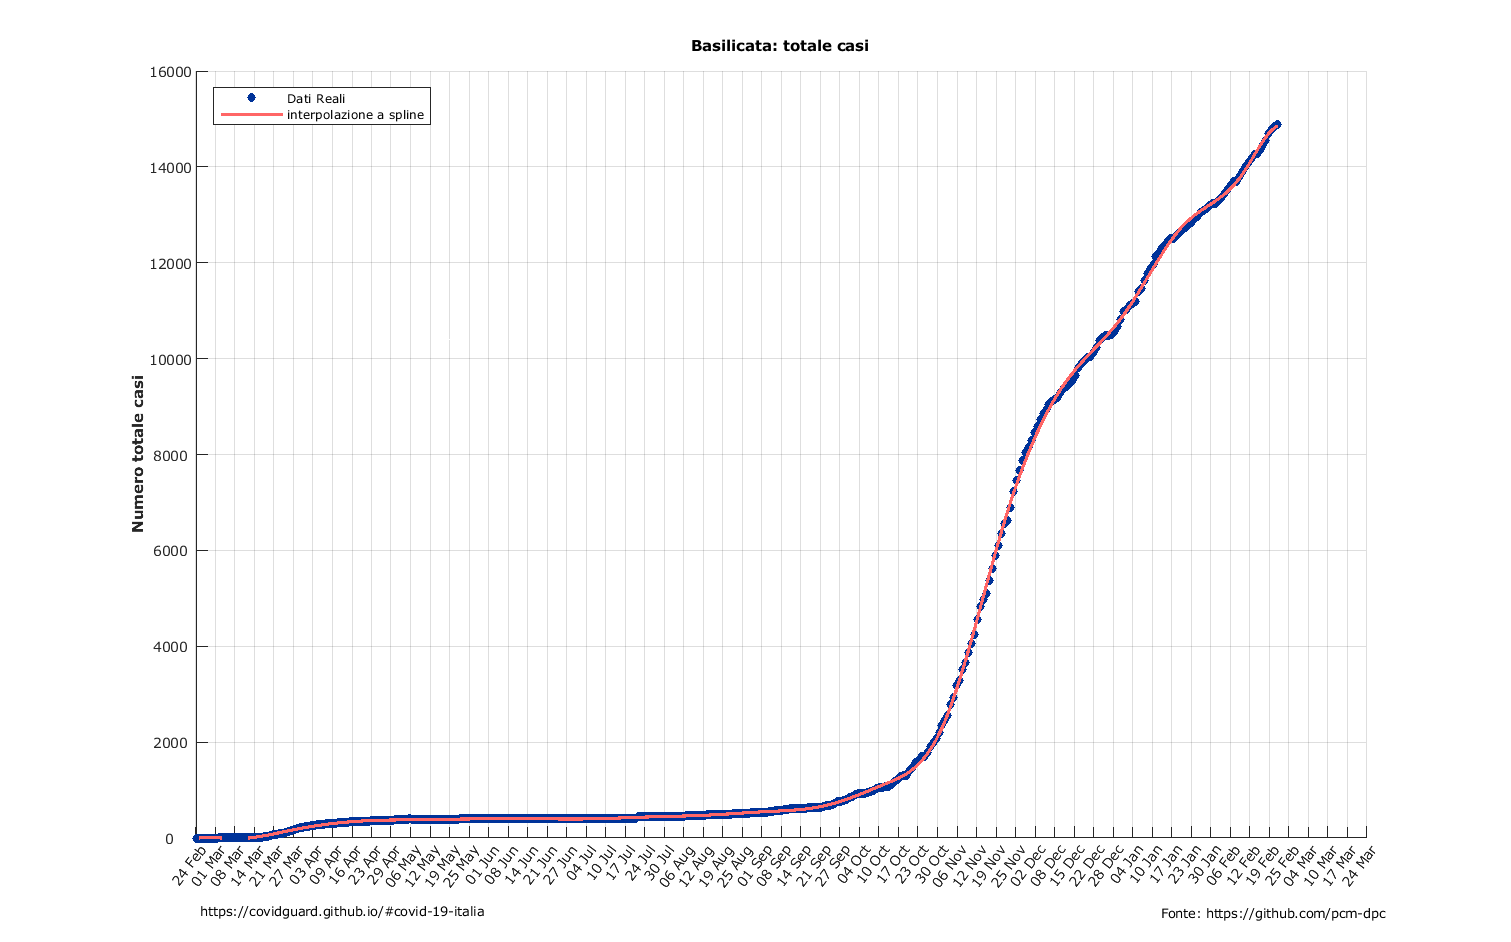 Basilicata: totale casi
Dati Reali
interpolazione a spline
Numero totale casi
16000
14000
12000
10000
8000
6000
4000
2000
0
24 Feb
01 Mar
08 Mar
14 Mar
21 Mar
27 Mar
03 Apr
09 Apr
16 Apr
23 Apr
29 Apr
06 May
12 May
19 May
25 May
01 Jun
08 Jun
14 Jun
21 Jun
27 Jun
04 Jul
10 Jul
17 Jul
24 Jul
30 Jul
06 Aug
12 Aug
19 Aug
25 Aug
01 Sep
08 Sep
14 Sep
21 Sep
27 Sep
04 Oct
10 Oct
17 Oct
23 Oct
30 Oct
06 Nov
12 Nov
19 Nov
25 Nov
02 Dec
08 Dec
15 Dec
22 Dec
28 Dec
04 Jan
10 Jan
17 Jan
23 Jan
30 Jan
06 Feb
12 Feb
19 Feb
25 Feb
04 Mar
10 Mar
17 Mar
24 Mar
https://covidguard.github.io/#covid-19-italia
Fonte: https://github.com/pcm-dpc